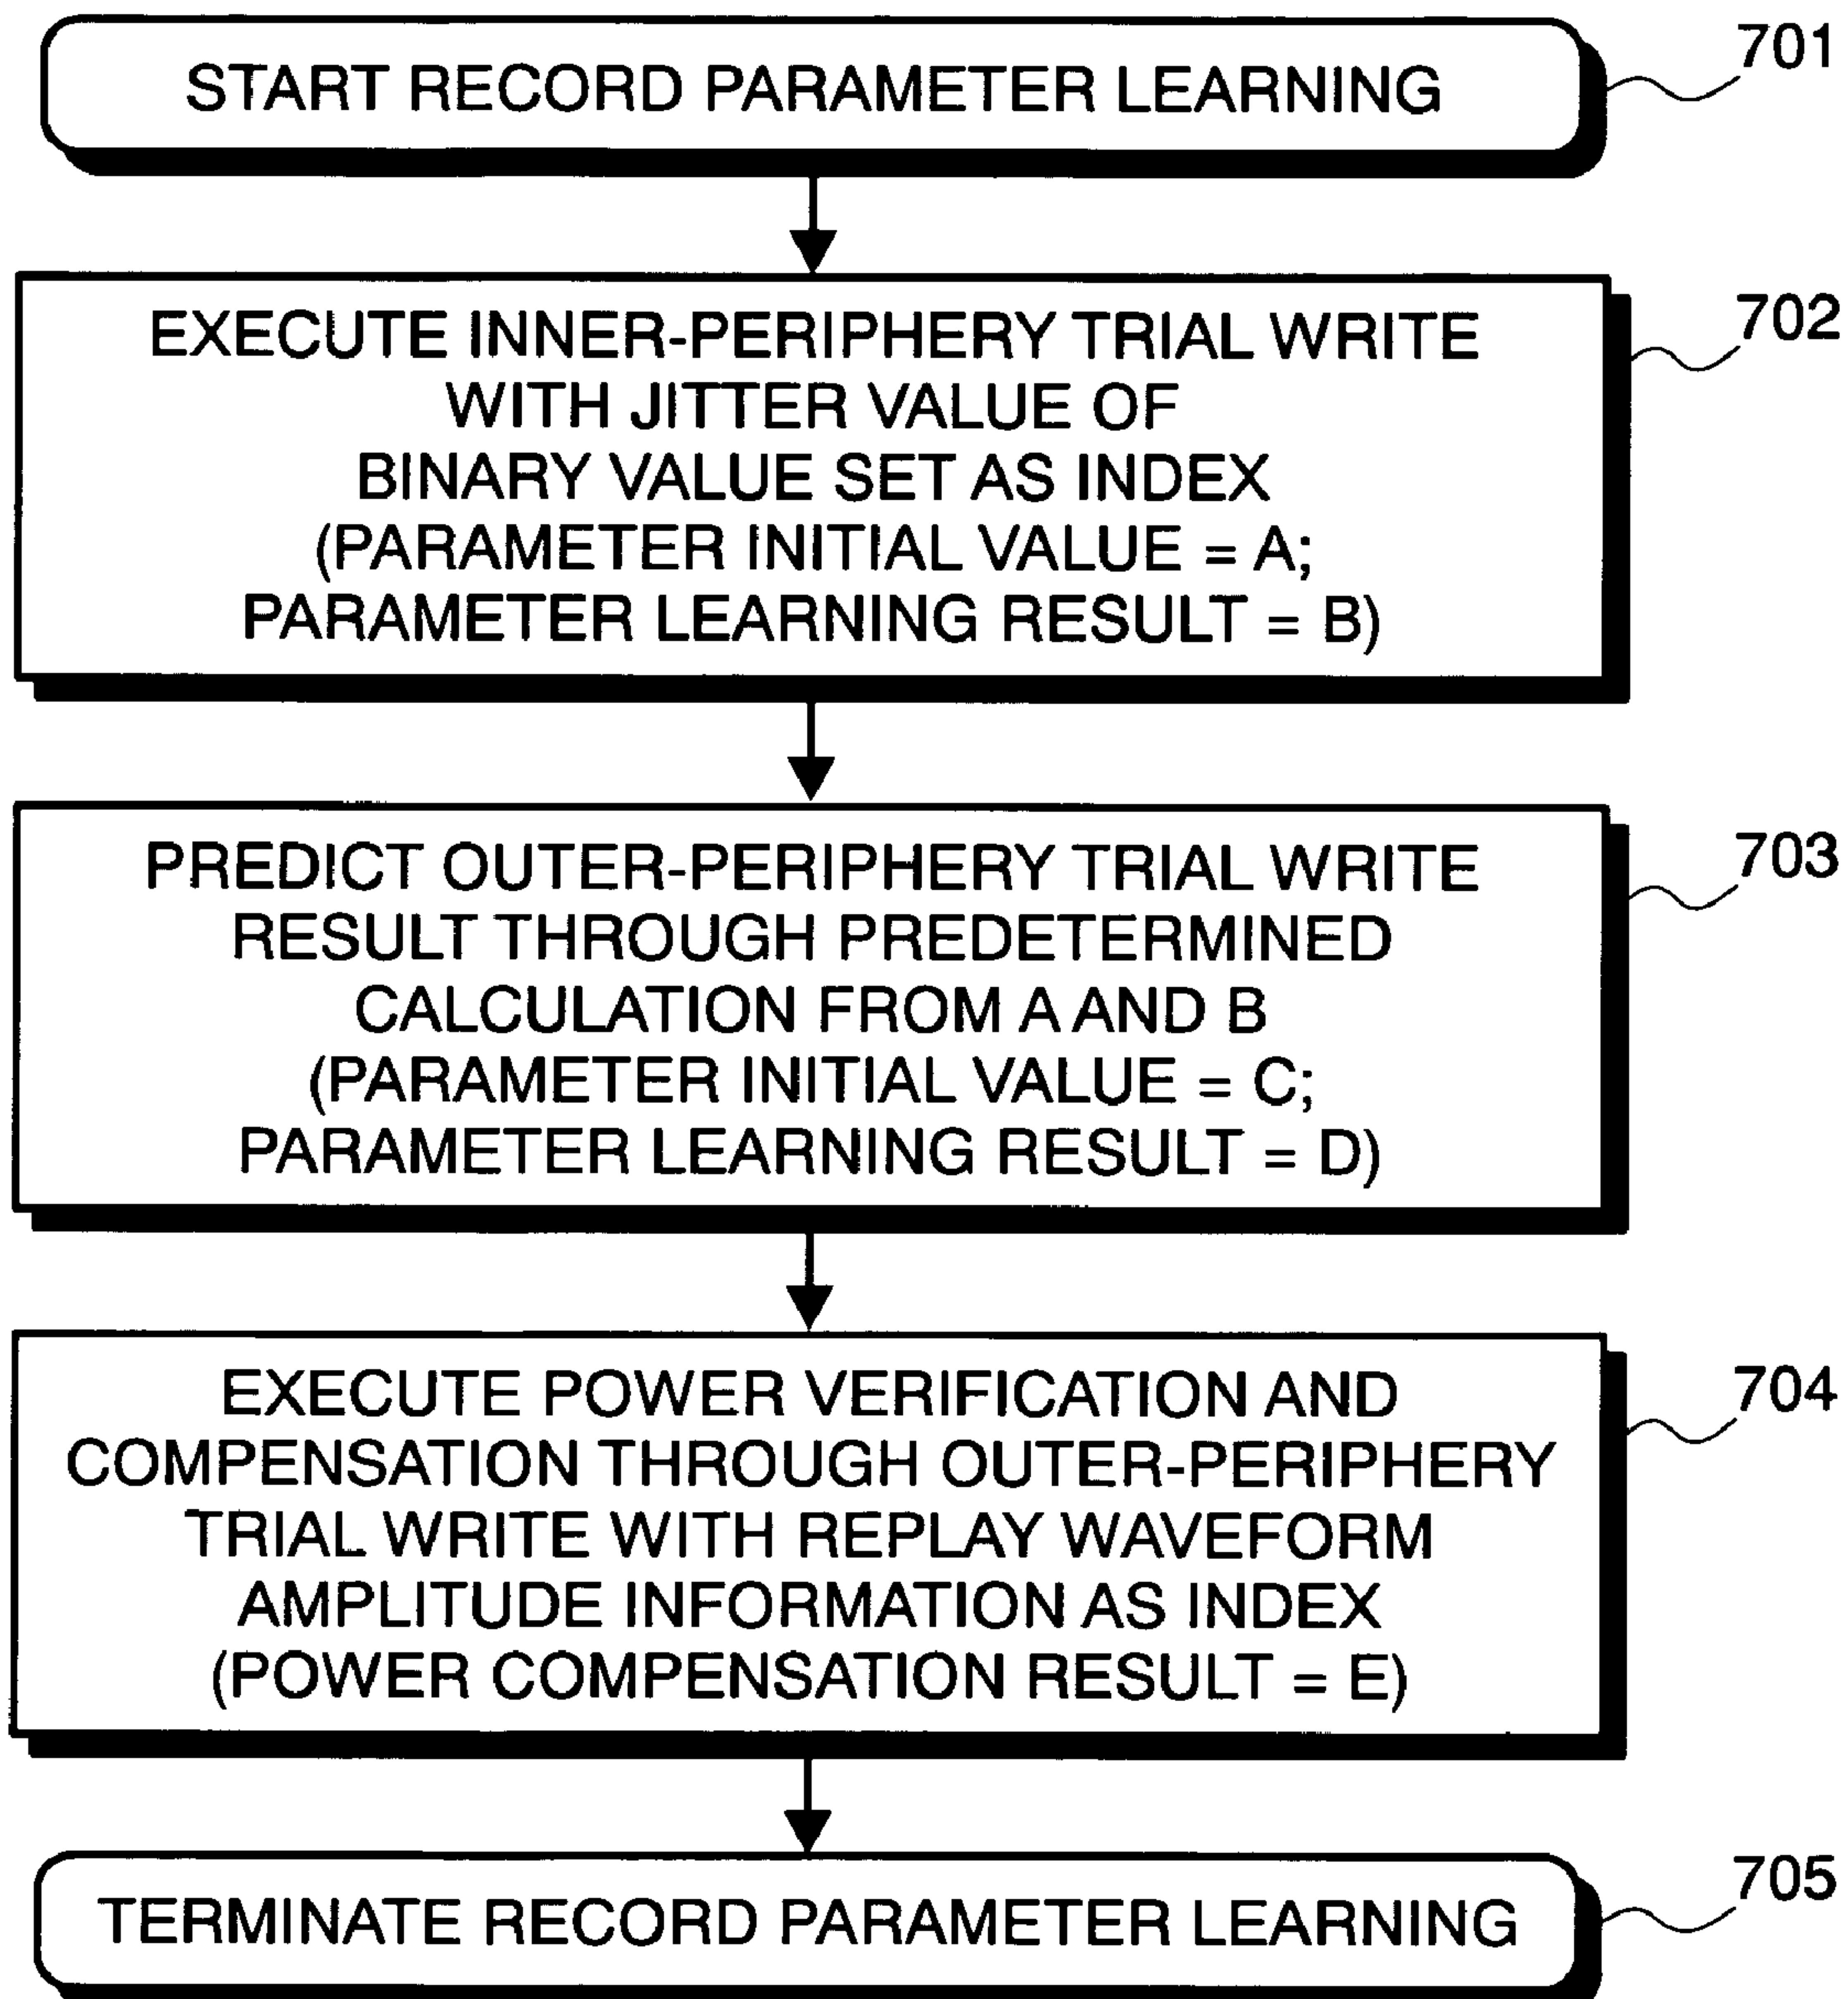 START RECORD PARAMETER LEARNING
701
EXECUTE INNER-PERIPHERY TRIAL WRITE
WITH JITTER VALUE OF
BINARY VALUE SET AS INDEX
(PARAMETER INITIAL VALUE = A;
PARAMETER LEARNING RESULT = B)
702
PREDICT OUTER-PERIPHERY TRIAL WRITE
RESULT THROUGH PREDETERMINED
CALCULATION FROM A AND B
(PARAMETER INITIAL VALUE = C;
PARAMETER LEARNING RESULT = D)
703
EXECUTE POWER VERIFICATION AND
COMPENSATION THROUGH OUTER-PERIPHERY
TRIAL WRITE WITH REPLAY WAVEFORM
AMPLITUDE INFORMATION AS INDEX
(POWER COMPENSATION RESULT = E)
704
TERMINATE RECORD PARAMETER LEARNING
705